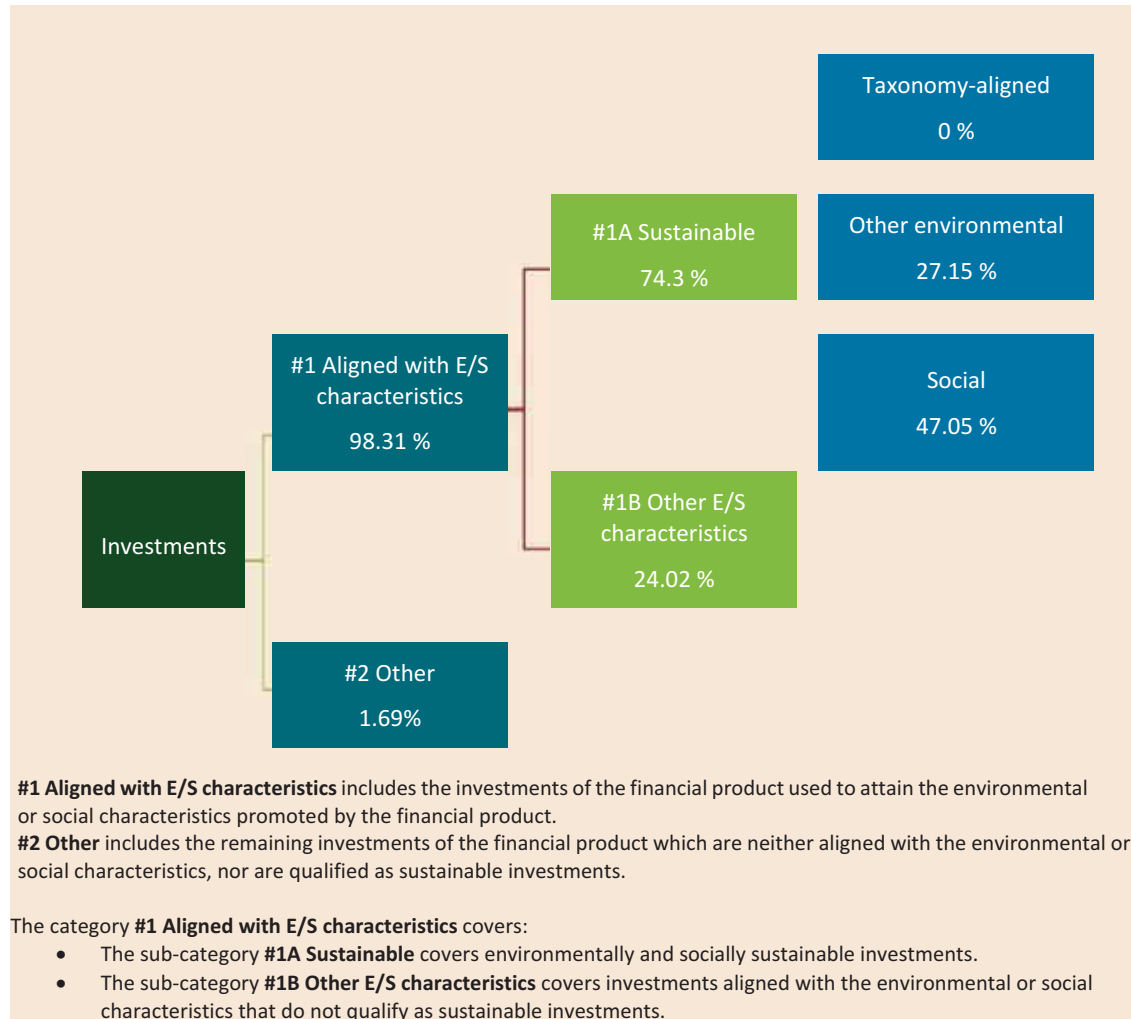 Taxonomy-aligned
0 %
#1A Sustainable
74.3 %
Other environmental
27.15 %
#1 Aligned with E/S
characteristics
98.31 %
Social
47.05 %
Investments
#1B Other E/S
characteristics
24.02 %
#2 Other
1.69%
#1 Aligned with E/S characteristics includes the investments of the financial product used to attain the environmental
or social characteristics promoted by the financial product.
#2 Other includes the remaining investments of the financial product which are neither aligned with the environmental or
social characteristics, nor are qualified as sustainable investments.
The category #1 Aligned with E/S characteristics covers:
• The sub-category #1A Sustainable covers environmentally and socially sustainable investments.
• The sub-category #1B Other E/S characteristics covers investments aligned with the environmental or social
characteristics that do not qualify as sustainable investments.